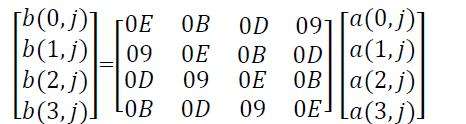 b(0, j) 0E 0B 0D 09 a(0, j)
b(1, j) = 09 0E 0B 0D a(1, j)
b(2, j) 0D 09 0E 0B a(2, j)
b(3, j) 0B 0D 09 0E a(3, j)